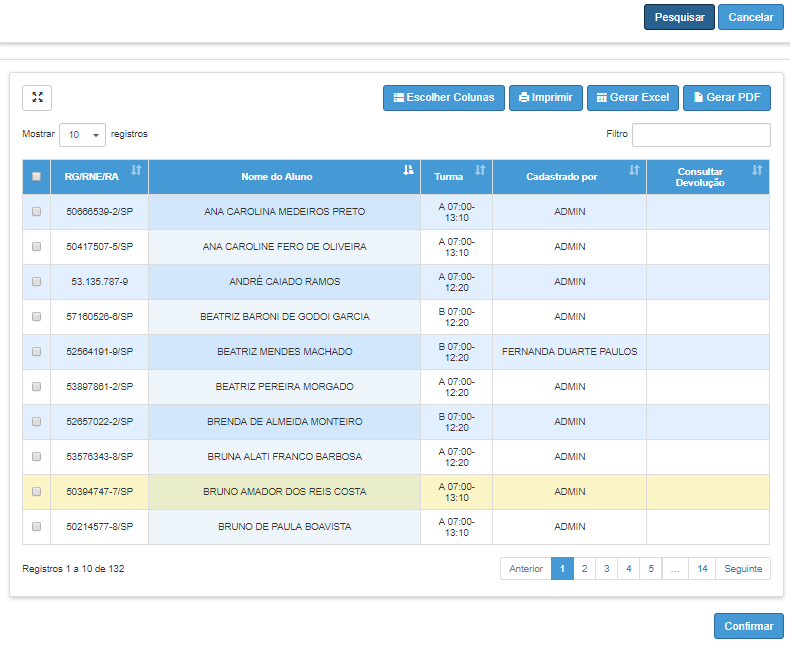 Pesquisar Cancelar
Escolher Colunas Imprimir Gerar Excel Gerar PDF
Mostrar 10 registros Filtro
RG/RNE/RA Nome do Aluno Turma Cadastrado por Consultar Devolução
50666539-2/SP ANA CAROLINA MEDEIROS PRETO A 07:00-13:10 ADMIN
50417507-5/SP ANA CAROLINE FERO DE OLIVEIRA A 07:00-13:10 ADMIN
53.135.787-9 ANDRÉ CAIADO RAMOS A 07:00-12:20 ADMIN
57160526-6/SP BEATRIZ BARONI DE GODOI GARCIA B 07:00-12:20 ADMIN
52564191-9/SP BEATRIZ MENDES MACHADO B 07:00-12:20 FERNANDA DUARTE PAULOS
53897861-2/SP BEATRIZ PEREIRA MORGADO A 07:00-12:20 ADMIN
52657022-2/SP BRENDA DE ALMEIDA MONTEIRO B 07:00-12:20 ADMIN
53576343-8/SP BRUNA ALATI FRANCO BARBOSA A 07:00-12:20 ADMIN
50394747-7/SP BRUNO AMADOR DOS REIS COSTA A 07:00-13:10 ADMIN
50214577-8/SP BRUNO DE PAULA BOAVISTA A 07:00-13:10 ADMIN
Registros 1 a 10 de 132 Anterior 1 2 3 4 5 ... 14 Seguinte
Confirmar